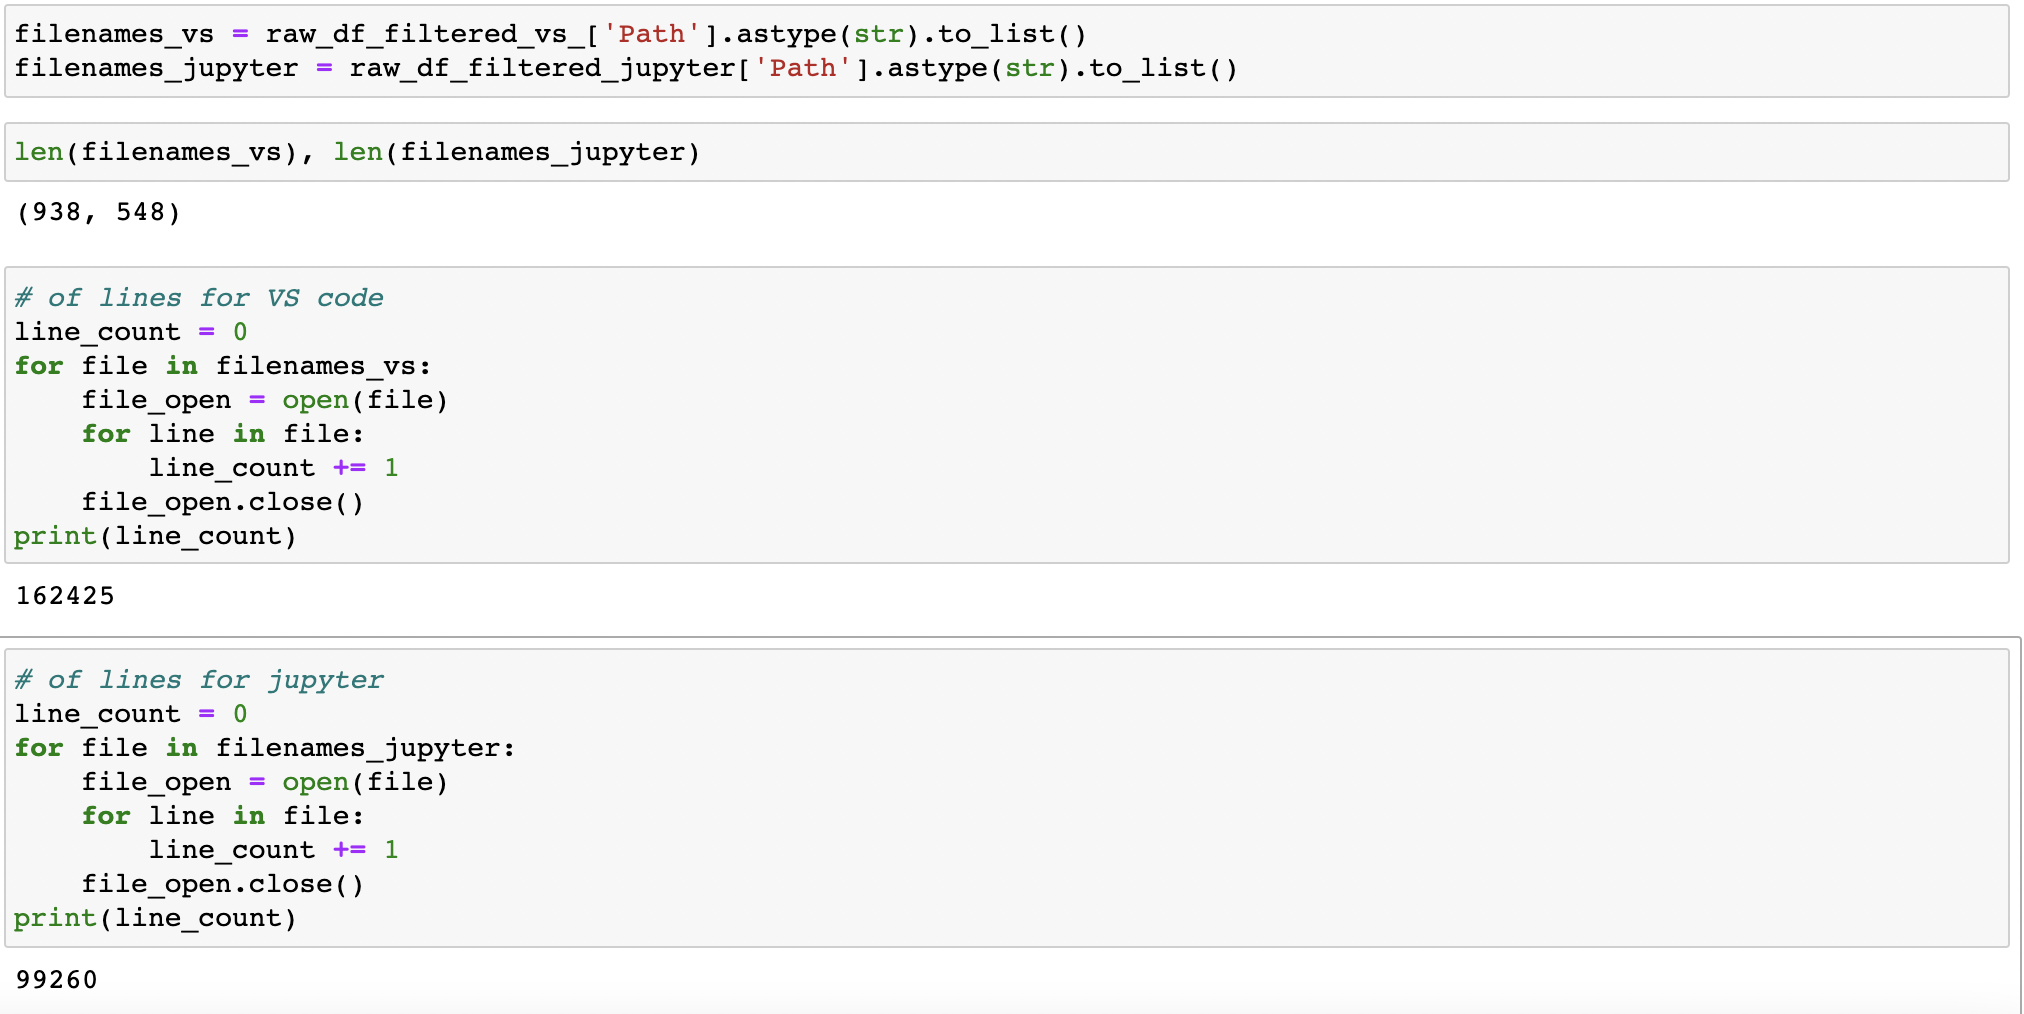 filenames_vs = raw_df_filtered_vs_['Path'].astype(str).to_list()
filenames_jupyter = raw_df_filtered_jupyter['Path'].astype(str).to_list()
len(filenames_vs), len(filenames_jupyter)
(938, 548)
# of lines for VS code
line_count = 0
for file in filenames_vs:
    file_open = open(file)
    for line in file:
        line_count += 1
    file_open.close()
print(line_count)
162425
# of lines for jupyter
line_count = 0
for file in filenames_jupyter:
    file_open = open(file)
    for line in file:
        line_count += 1
    file_open.close()
print(line_count)
99260